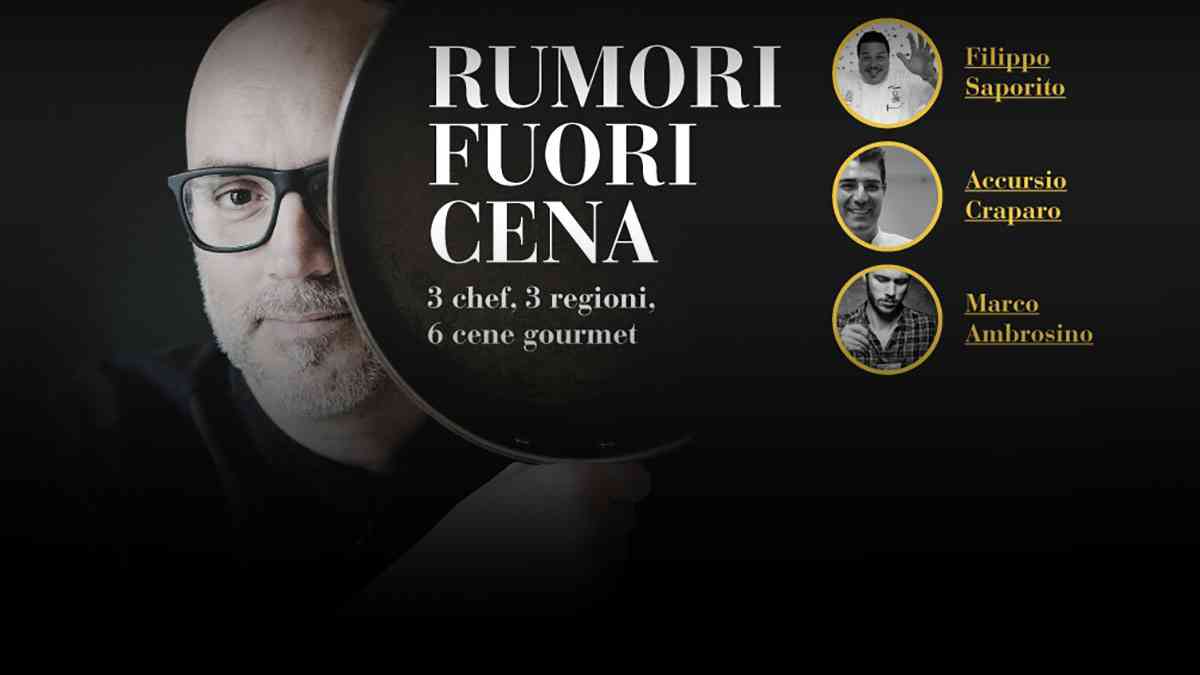 RUMORI
FUORI
CENA
3 chef, 3 regioni,
6 cene gourmet
Filippo
Saporito
Accursio
Craparo
Marco
Ambrosino